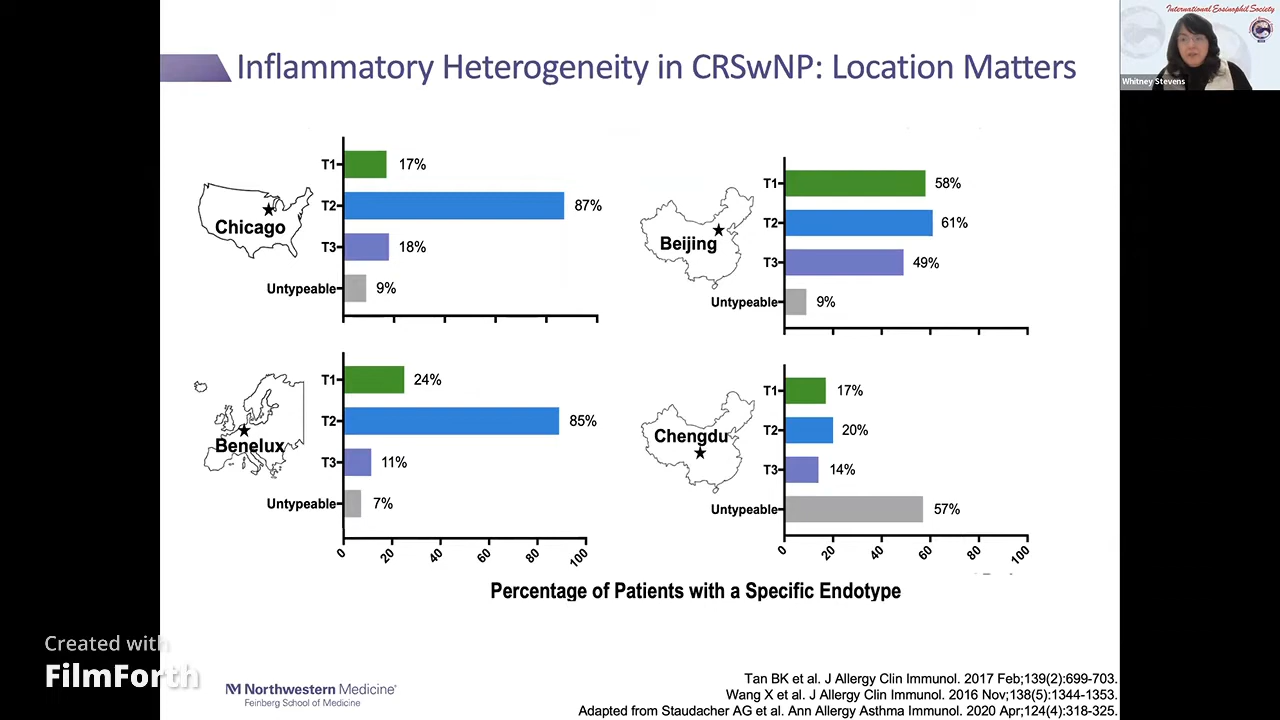 International Eosinophil Society
Whitney Stevens
Inflammatory Heterogeneity in CRSwNP: Location Matters
Chicago
T1
17%
T2
87%
T3
18%
Untypeable
9%
Beijing
T1
58%
T2
61%
T3
49%
Untypeable
9%
Benelux
T1
24%
T2
85%
T3
11%
Untypeable
7%
0 20 40 60 80 100
Chengdu
T1
17%
T2
20%
T3
14%
Untypeable
57%
0 20 40 60 80 100
Percentage of Patients with a Specific Endotype
Created with
FilmForth
Northwestern Medicine®
Feinberg School of Medicine
Tan BK et al. J Allergy Clin Immunol. 2017 Feb;139(2):699-703.
Wang X et al. J Allergy Clin Immunol. 2016 Nov;138(5):1344-1353.
Adapted from Staudacher AG et al. Ann Allergy Asthma Immunol. 2020 Apr;124(4):318-325.